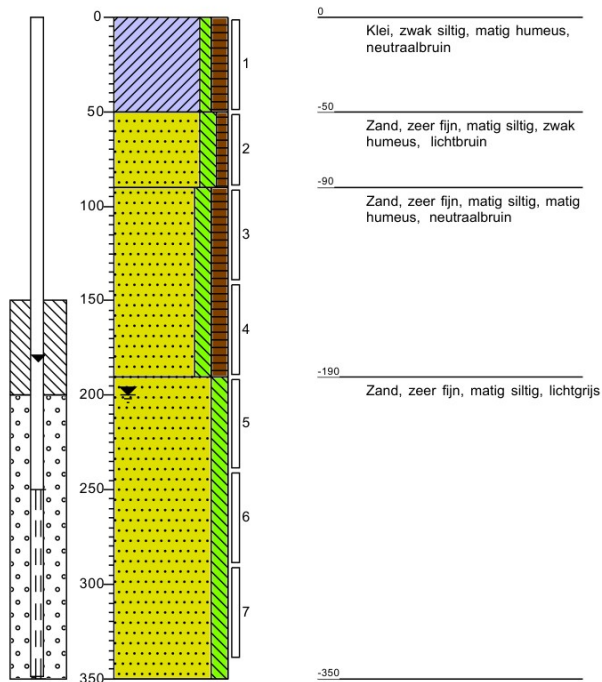 0
50
100
150
200
250
300
350
1
2
3
4
5
6
7
0
Klei, zwak siltig, matig humeus,
neutraalbruin
-50
Zand, zeer fijn, matig siltig, zwak
humeus, lichtbruin
-90
Zand, zeer fijn, matig siltig, matig
humeus, neutraalbruin
-190
Zand, zeer fijn, matig siltig, lichtgrijs
-350